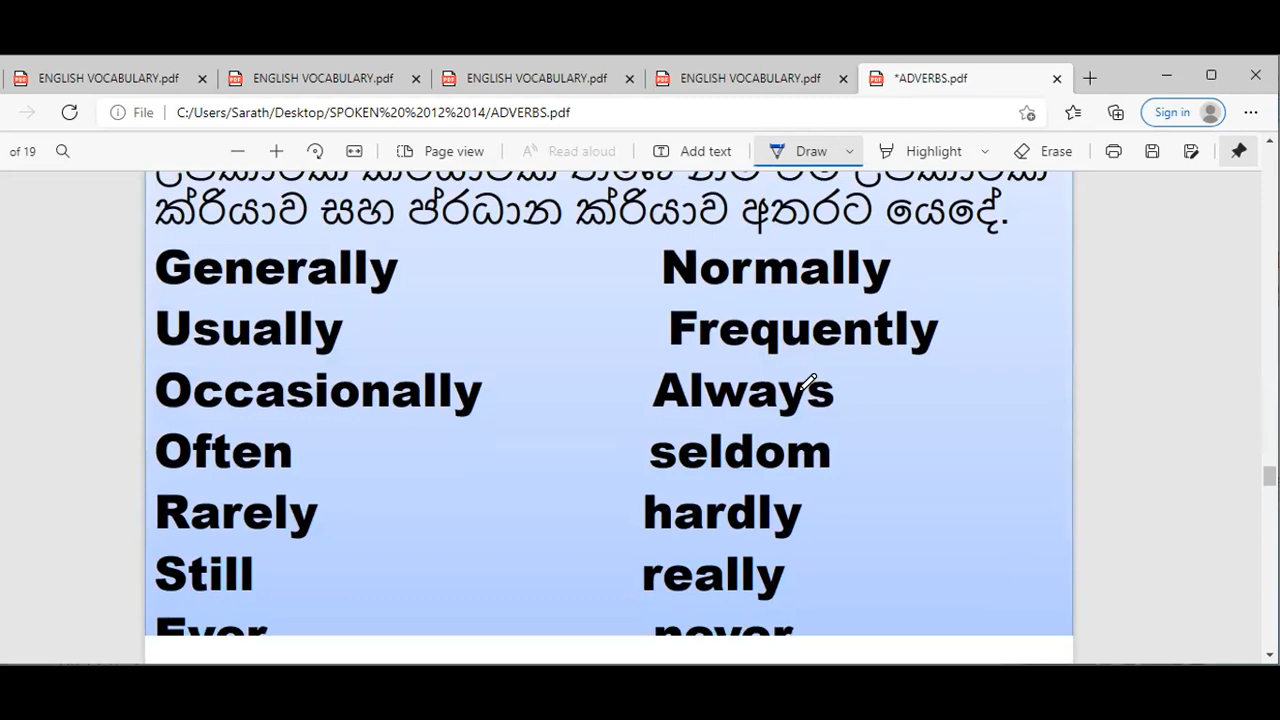 ENGLISH VOCABULARY.pdf ENGLISH VOCABULARY.pdf ENGLISH VOCABULARY.pdf ENGLISH VOCABULARY.pdf *ADVERBS.pdf
File C:/Users/Sarath/Desktop/SPOKEN%20%2012%2014/ADVERBS.pdf Sign in
of 19 Page view Read aloud Add text Draw Highlight Erase
ක්රියාව සහ ප්රධාන ක්රියාව අතරට යෙදේ.
Generally Normally
Usually Frequently
Occasionally Always
Often seldom
Rarely hardly
Still really
Ever never